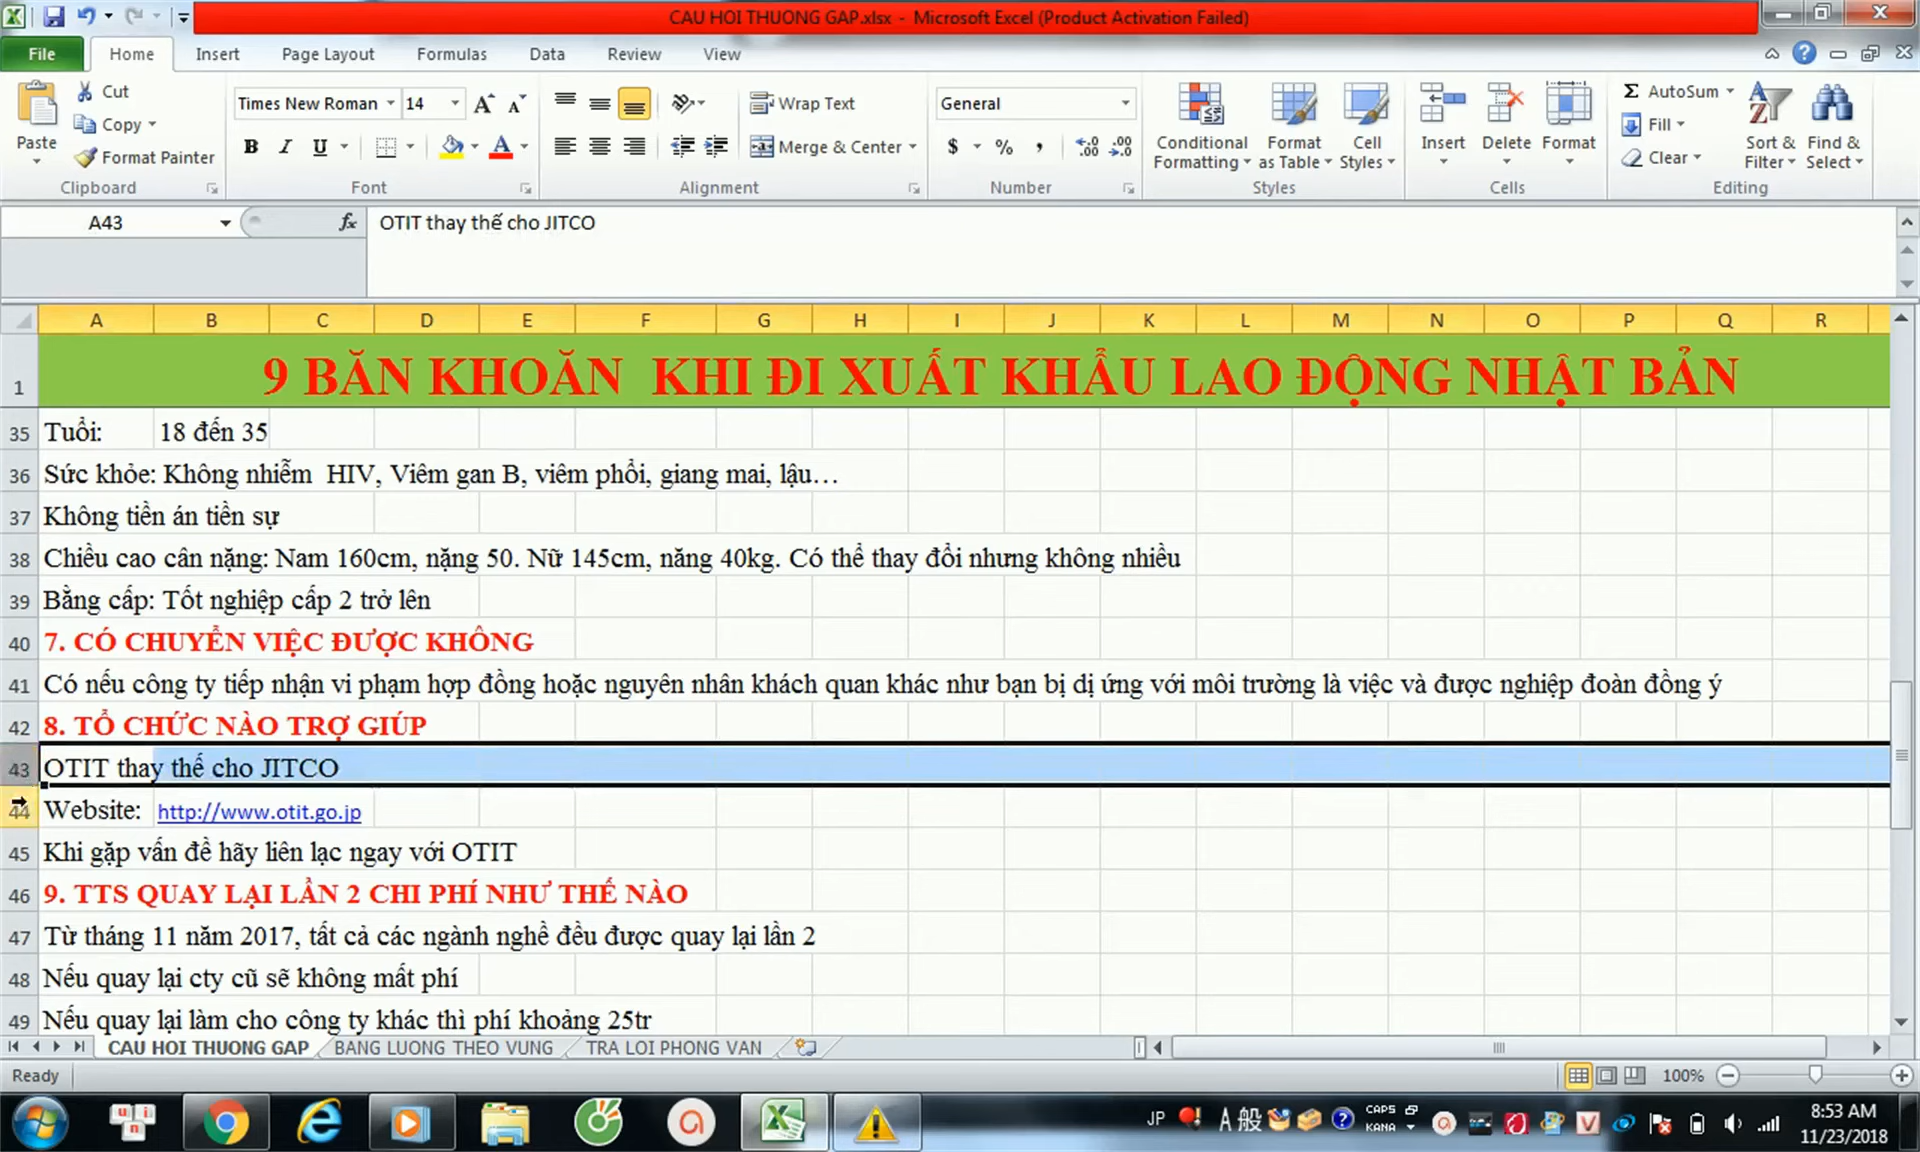 CAU HOI THUONG GAP.xlsx - Microsoft Excel (Product Activation Failed)
File Home Insert Page Layout Formulas Data Review View
Paste
Cut
Copy
Format Painter
Clipboard
Times New Roman 14
B I U
Font
Wrap Text
Merge & Center
Alignment
General
$ % ,
Number
Conditional Formatting
Format as Table
Cell Styles
Styles
Insert Delete Format
Cells
Σ AutoSum
Fill
Clear
Sort & Filter
Find & Select
Editing
A43 fx OTIT thay thế cho JITCO
A B C D E F G H I J K L M N O P Q R
1 9 BĂN KHOĂN KHI ĐI XUẤT KHẨU LAO ĐỘNG NHẬT BẢN
35 Tuổi: 18 đến 35
36 Sức khỏe: Không nhiễm HIV, Viêm gan B, viêm phổi, giang mai, lậu…
37 Không tiền án tiền sự
38 Chiều cao cân nặng: Nam 160cm, nặng 50. Nữ 145cm, năng 40kg. Có thể thay đổi nhưng không nhiều
39 Bằng cấp: Tốt nghiệp cấp 2 trở lên
40 7. CÓ CHUYỂN VIỆC ĐƯỢC KHÔNG
41 Có nếu công ty tiếp nhận vi phạm hợp đồng hoặc nguyên nhân khách quan khác như bạn bị dị ứng với môi trường là việc và được nghiệp đoàn đồng ý
42 8. TỔ CHỨC NÀO TRỢ GIÚP
43 OTIT thay thế cho JITCO
44 Website: http://www.otit.go.jp
45 Khi gặp vấn đề hãy liên lạc ngay với OTIT
46 9. TTS QUAY LẠI LẦN 2 CHI PHÍ NHƯ THẾ NÀO
47 Từ tháng 11 năm 2017, tất cả các ngành nghề đều được quay lại lần 2
48 Nếu quay lại cty cũ sẽ không mất phí
49 Nếu quay lại làm cho công ty khác thì phí khoảng 25tr
CAU HOI THUONG GAP BANG LUONG THEO VUNG TRA LOI PHONG VAN
Ready 100%
JP A 般 CAPS KANA
8:53 AM
11/23/2018